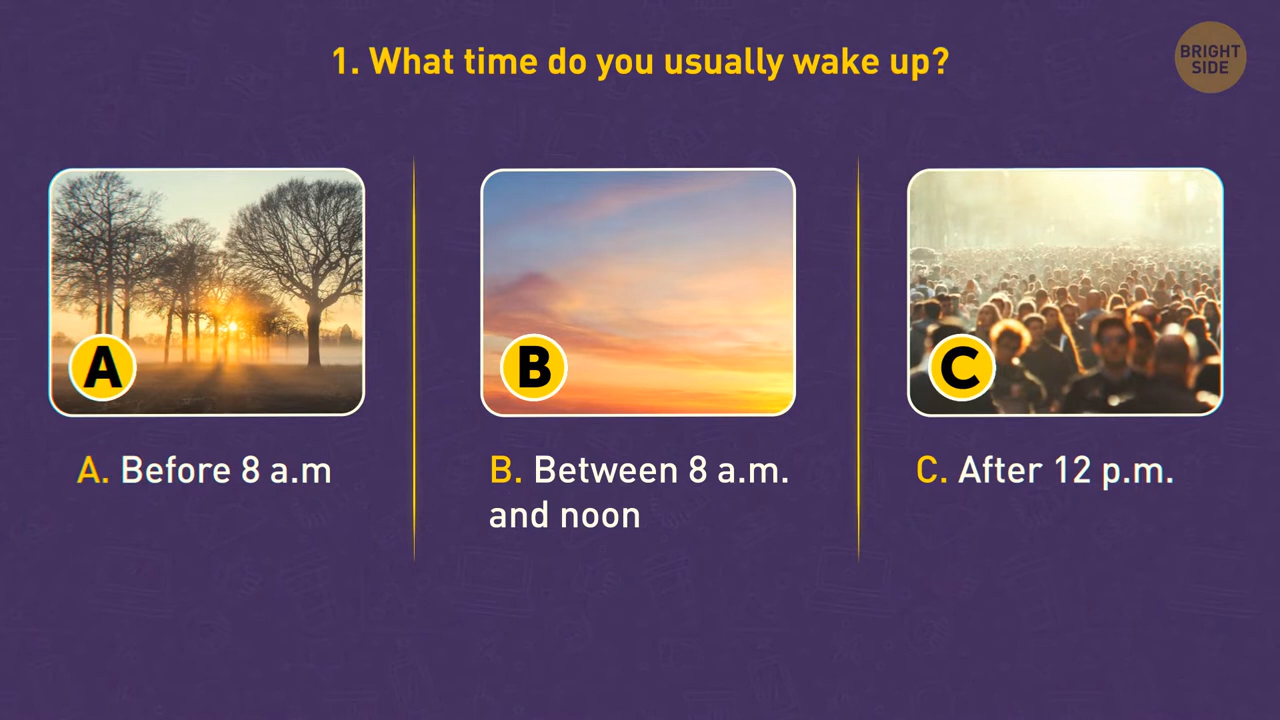 1. What time do you usually wake up?
BRIGHT
SIDE
A
B
C
A. Before 8 a.m
B. Between 8 a.m.
and noon
C. After 12 p.m.